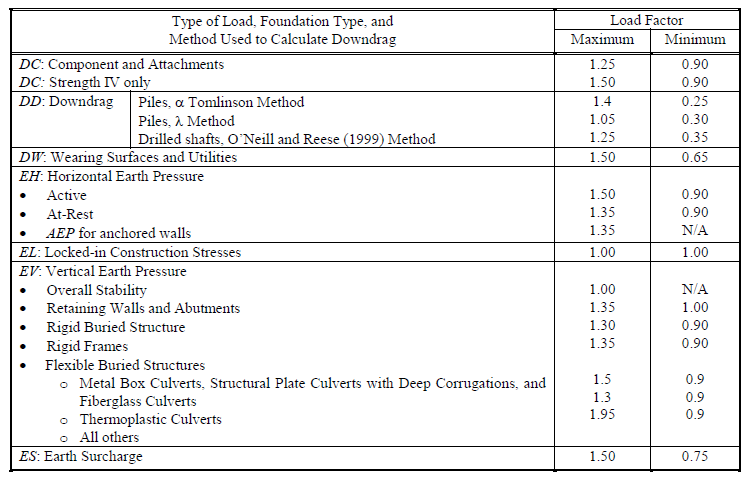 Type of Load, Foundation Type, and Load Factor
Method Used to Calculate Downdrag Maximum Minimum
DC: Component and Attachments 1.25 0.90
DC: Strength IV only 1.50 0.90
DD: Downdrag Piles, α Tomlinson Method 1.4 0.25
Piles, λ Method 1.05 0.30
Drilled shafts, O'Neill and Reese (1999) Method 1.25 0.35
DW: Wearing Surfaces and Utilities 1.50 0.65
EH: Horizontal Earth Pressure
• Active 1.50 0.90
• At-Rest 1.35 0.90
• AEP for anchored walls 1.35 N/A
EL: Locked-in Construction Stresses 1.00 1.00
EV: Vertical Earth Pressure
• Overall Stability 1.00 N/A
• Retaining Walls and Abutments 1.35 1.00
• Rigid Buried Structure 1.30 0.90
• Rigid Frames 1.35 0.90
• Flexible Buried Structures
o Metal Box Culverts, Structural Plate Culverts with Deep Corrugations, and 1.5 0.9
Fiberglass Culverts 1.3 0.9
o Thermoplastic Culverts 1.95 0.9
o All others
ES: Earth Surcharge 1.50 0.75